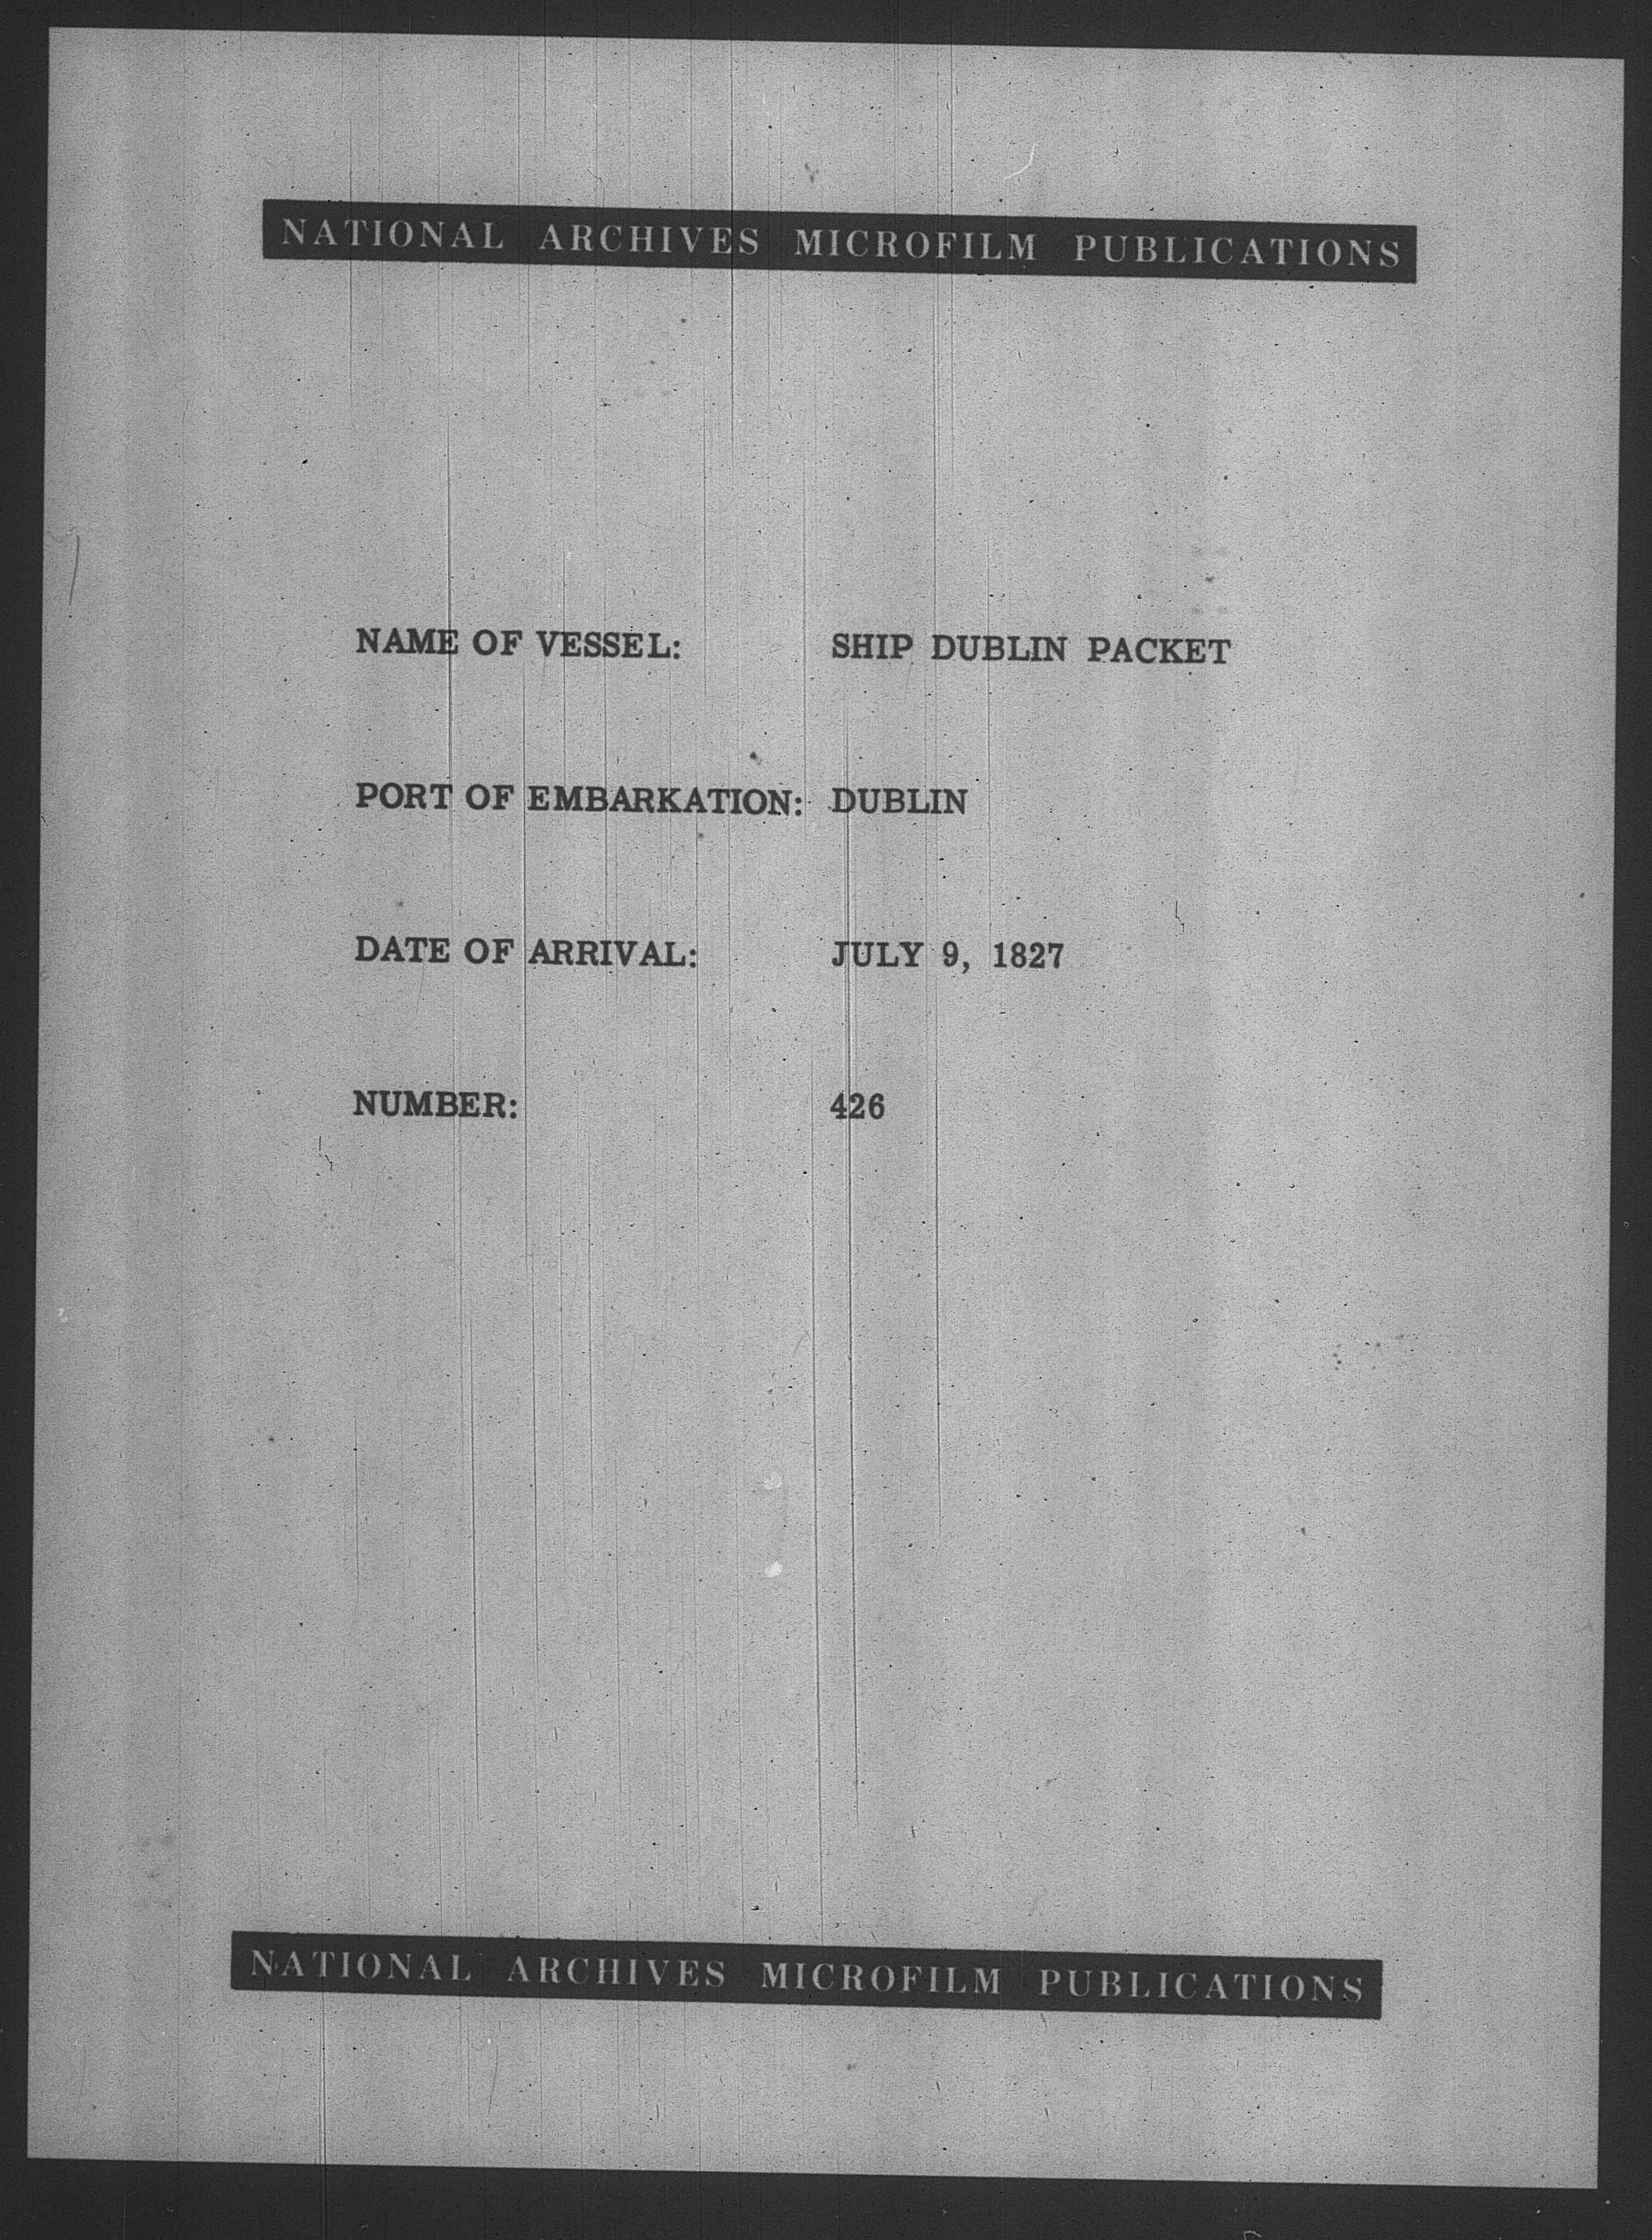 NATIONAL ARCHIVES MICROFILM PUBLICATIONS
NAME OF VESSEL: SHIP DUBLIN PACKET
PORT OF EMBARKATION: DUBLIN
DATE OF ARRIVAL: JULY 9, 1827
NUMBER: 426
NATIONAL ARCHIVES MICROFILM PUBLICATIONS